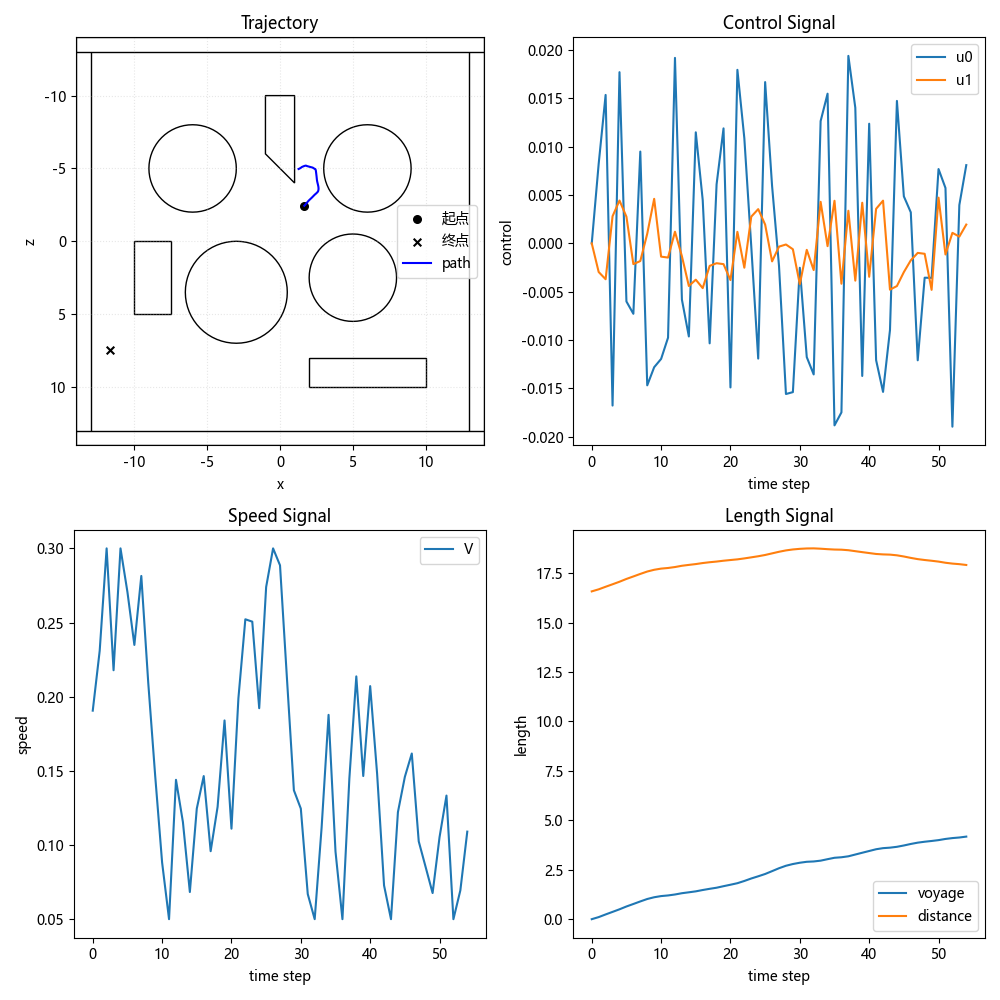 Trajectory
z
-10
-5
0
5
10
起点
终点
path
-10
-5
0
5
10
x
Control Signal
control
0.020
0.015
0.010
0.005
0.000
-0.005
-0.010
-0.015
-0.020
u0
u1
0
10
20
30
40
50
time step
Speed Signal
speed
0.30
0.25
0.20
0.15
0.10
0.05
V
0
10
20
30
40
50
time step
Length Signal
length
17.5
15.0
12.5
10.0
7.5
5.0
2.5
0.0
voyage
distance
0
10
20
30
40
50
time step